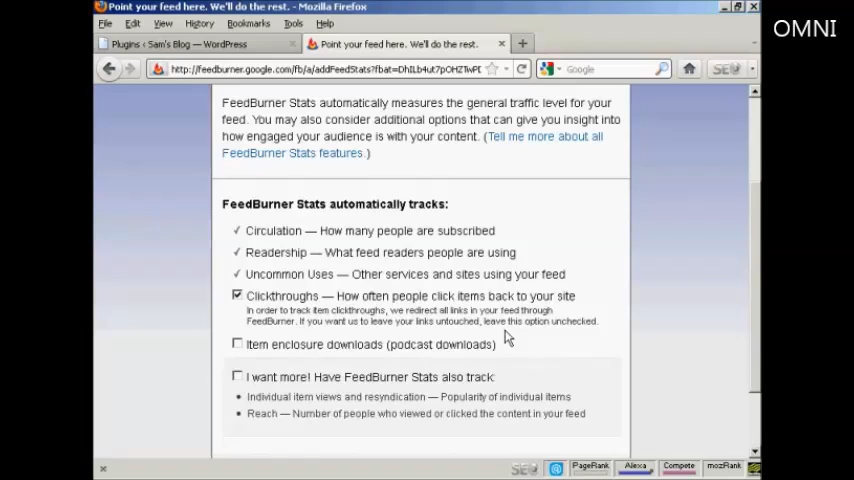 Point your feed here. We'll do the rest. - Mozilla Firefox
OMNI
File Edit View History Bookmarks Tools Help
Plugins ‹ Sam's Blog — WordPress
Point your feed here. We'll do the rest.
Google
SEO
FeedBurner Stats automatically measures the general traffic level for your
feed. You may also consider additional options that can give you insight into
how engaged your audience is with your content. (Tell me more about all
FeedBurner Stats features.)
FeedBurner Stats automatically tracks:
Circulation — How many people are subscribed
Readership — What feed readers people are using
Uncommon Uses — Other services and sites using your feed
Clickthroughs — How often people click items back to your site
In order to track item clickthroughs, we redirect all links in your feed through
FeedBurner. If you want us to leave your links untouched, leave this option unchecked.
Item enclosure downloads (podcast downloads)
I want more! Have FeedBurner Stats also track:
• Individual item views and resyndication — Popularity of individual items
• Reach — Number of people who viewed or clicked the content in your feed
SEO PageRank Alexa Compete mozRank